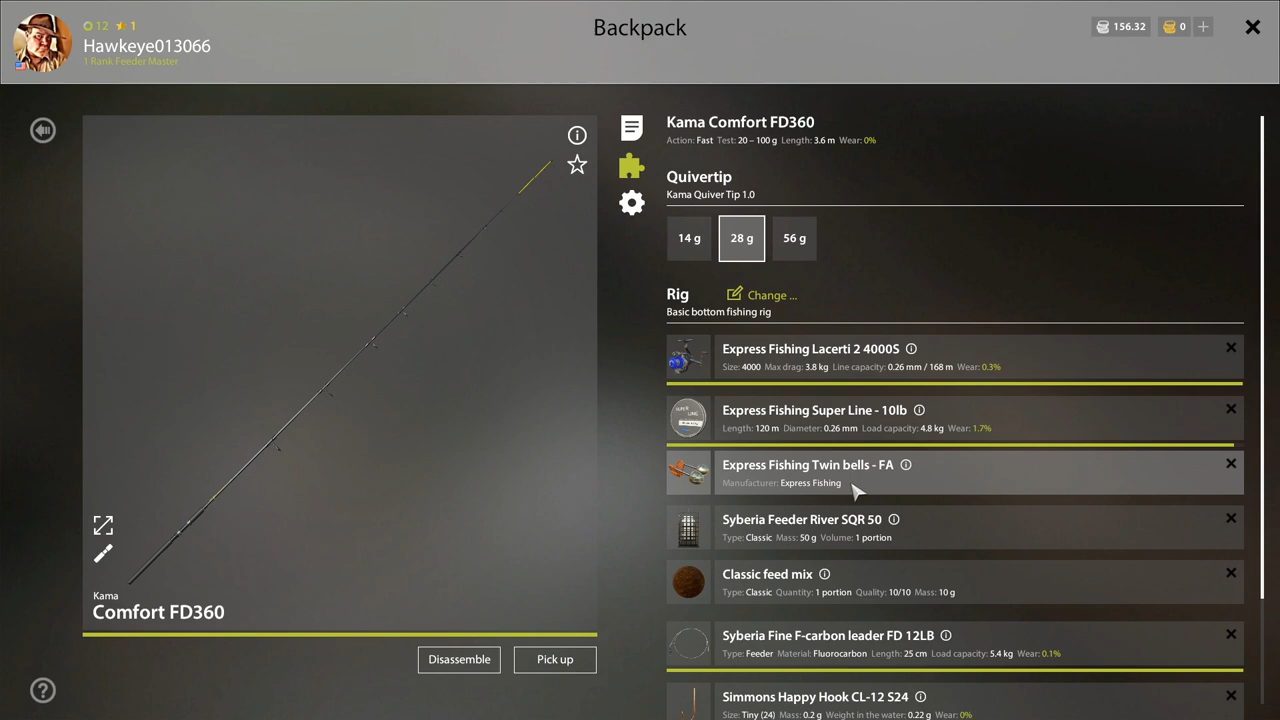 12 1
Hawkeye013066
1 Rank Feeder Master
Backpack
156.32
0
Kama
Comfort FD360
Disassemble
Pick up
Kama Comfort FD360
Action: Fast Test: 20 – 100 g Length: 3.6 m Wear: 0%
Quivertip
Kama Quiver Tip 1.0
14 g
28 g
56 g
Rig
Change ...
Basic bottom fishing rig
Express Fishing Lacerti 2 4000S
Size: 4000 Max drag: 3.8 kg Line capacity: 0.26 mm / 168 m Wear: 0.3%
Express Fishing Super Line - 10lb
Length: 120 m Diameter: 0.26 mm Load capacity: 4.8 kg Wear: 1.7%
Express Fishing Twin bells - FA
Manufacturer: Express Fishing
Syberia Feeder River SQR 50
Type: Classic Mass: 50 g Volume: 1 portion
Classic feed mix
Type: Classic Quantity: 1 portion Quality: 10/10 Mass: 10 g
Syberia Fine F-carbon leader FD 12LB
Type: Feeder Material: Fluorocarbon Length: 25 cm Load capacity: 5.4 kg Wear: 0.1%
Simmons Happy Hook CL-12 S24
Size: Tiny (24) Mass: 0.2 g Weight in the water: 0.22 g Wear: 0%